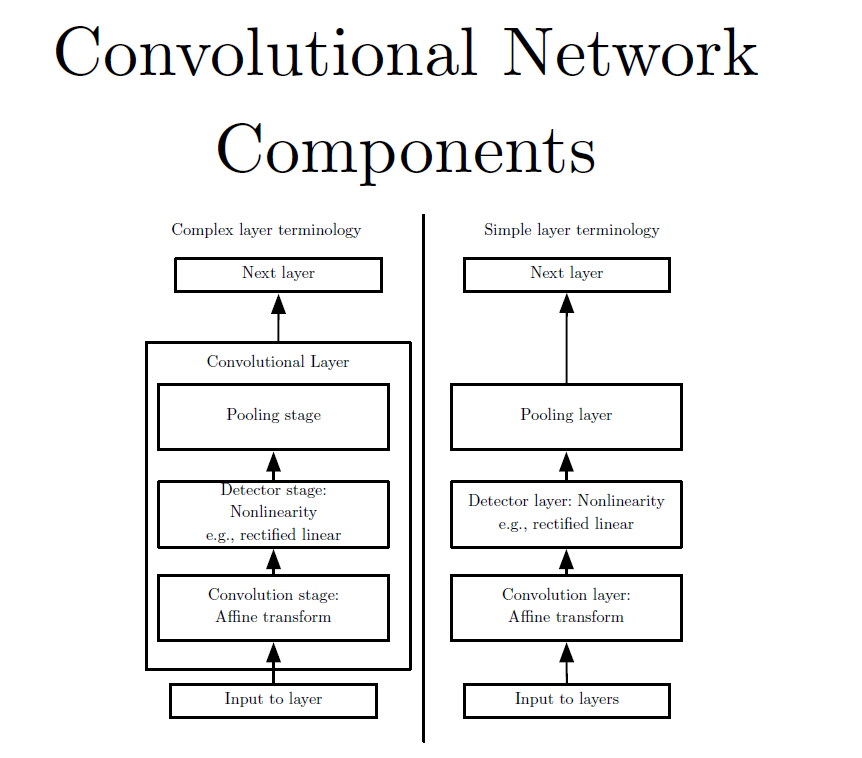 Convolutional Network
Components
Complex layer terminology
Next layer
Convolutional Layer
Pooling stage
Detector stage:
Nonlinearity
e.g., rectified linear
Convolution stage:
Affine transform
Input to layer
Simple layer terminology
Next layer
Pooling layer
Detector layer: Nonlinearity
e.g., rectified linear
Convolution layer:
Affine transform
Input to layers